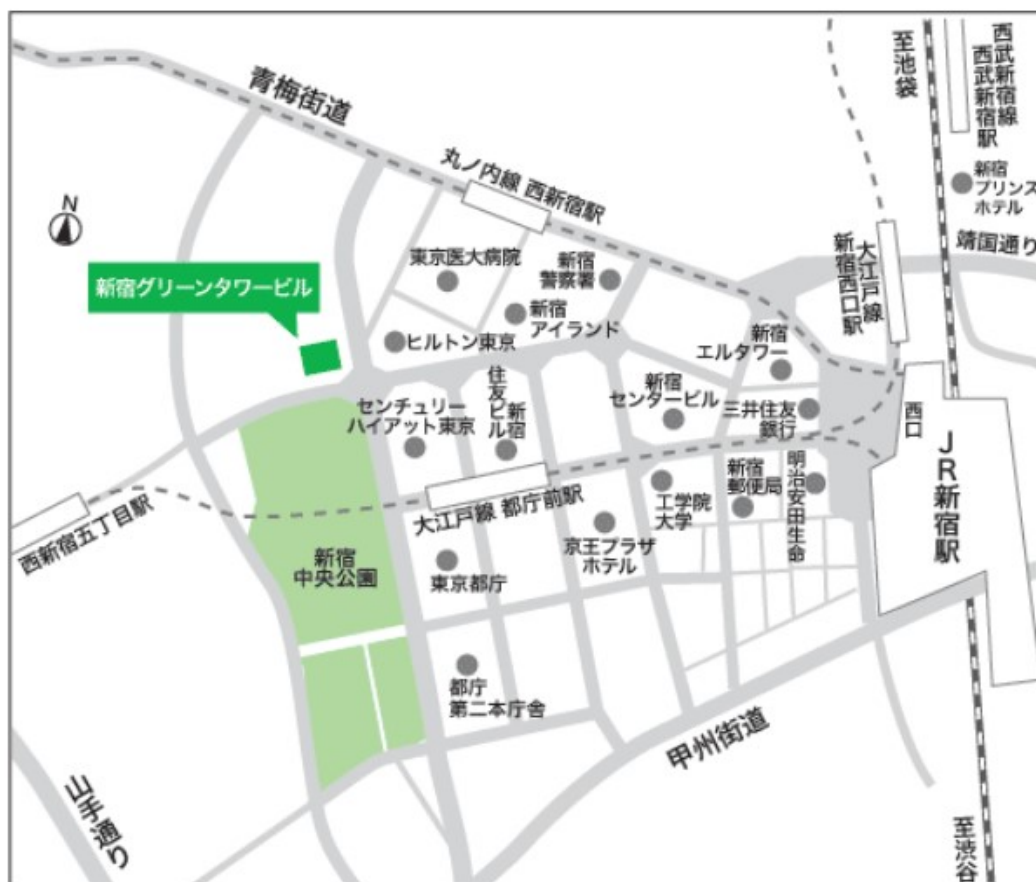 青梅街道
丸ノ内線 西新宿駅
至池袋
西武新宿線
西武新宿駅
新宿
プリンス
ホテル
靖国通り
大江戸線
新宿西口駅
N
新宿グリーンタワービル
東京医大病院
新宿
警察署
新宿
アイランド
ヒルトン東京
新宿
エルタワー
住友
ビル
新宿
新宿
センタービル
センチュリー
ハイアット東京
三井住友
銀行
西口
JR新宿駅
新宿
郵便局
明治安田生命
工学院
大学
大江戸線 都庁前駅
西新宿五丁目駅
京王プラザ
ホテル
新宿
中央公園
東京都庁
都庁
第二本庁舎
甲州街道
山手通り
至渋谷